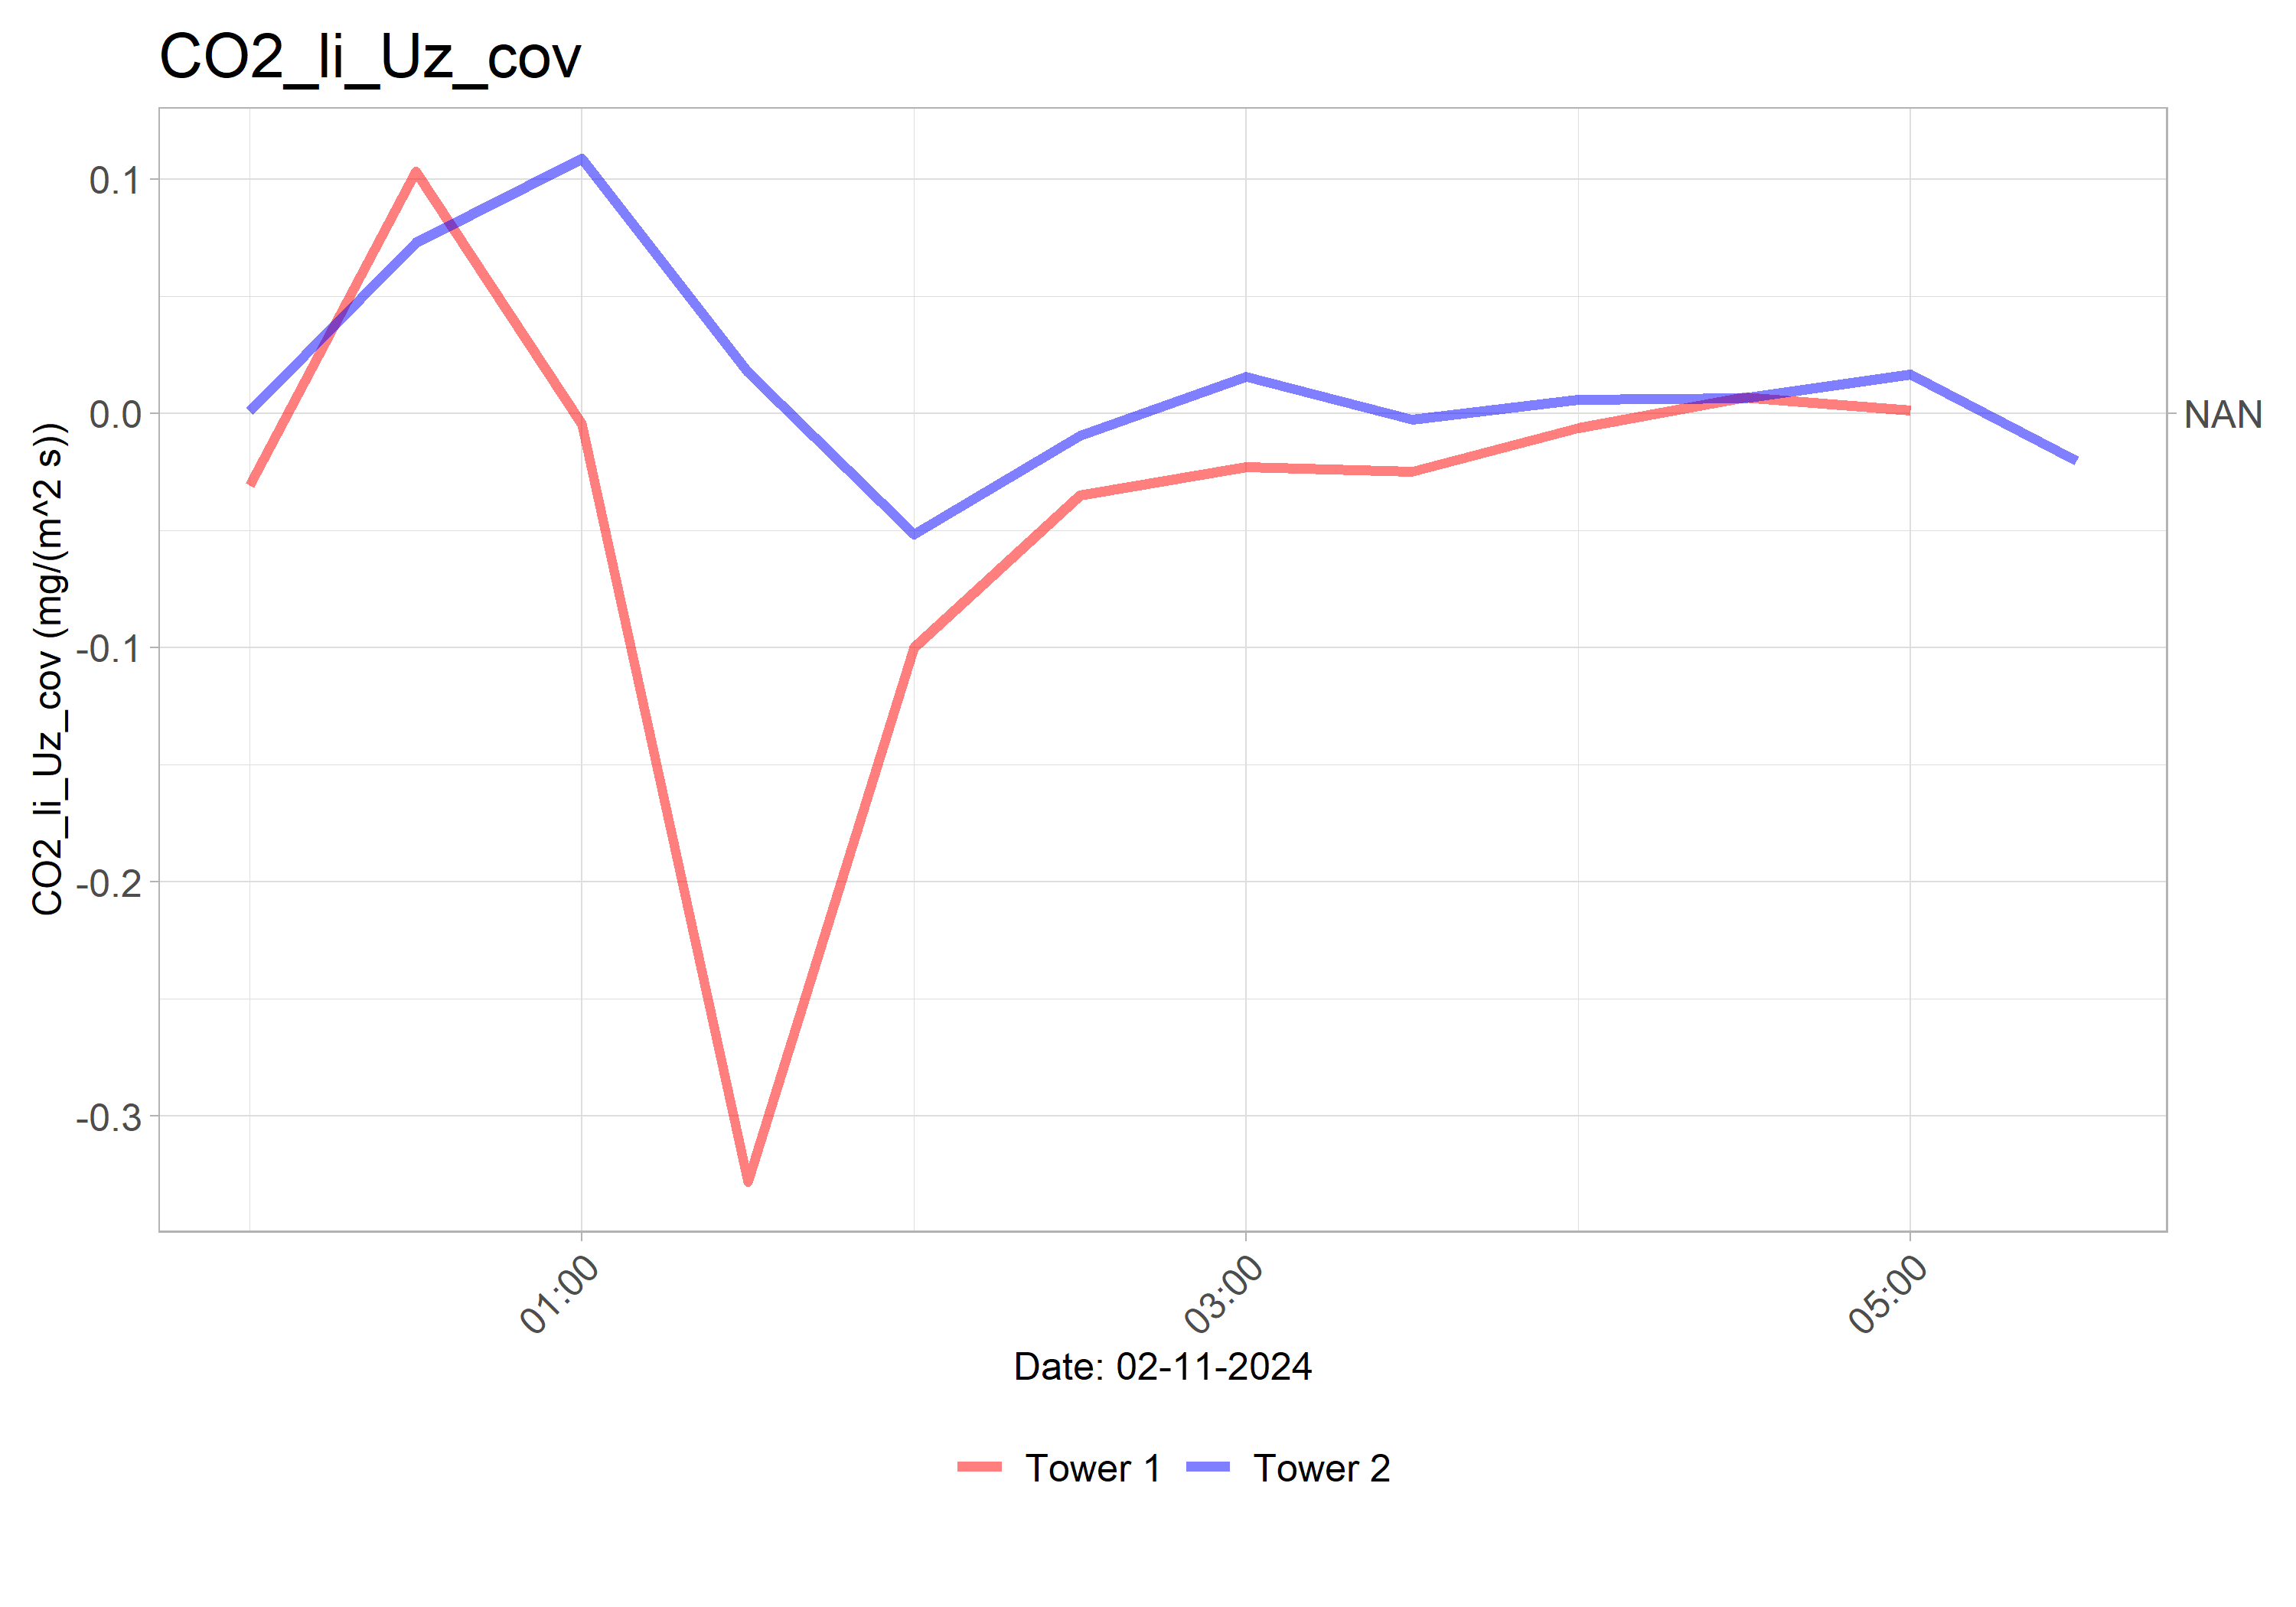 CO2_li_Uz_cov
CO2_li_Uz_cov (mg/(m^2 s))
0.1
0.0
-0.1
-0.2
-0.3
NAN
01:00
03:00
05:00
Date: 02-11-2024
Tower 1
Tower 2